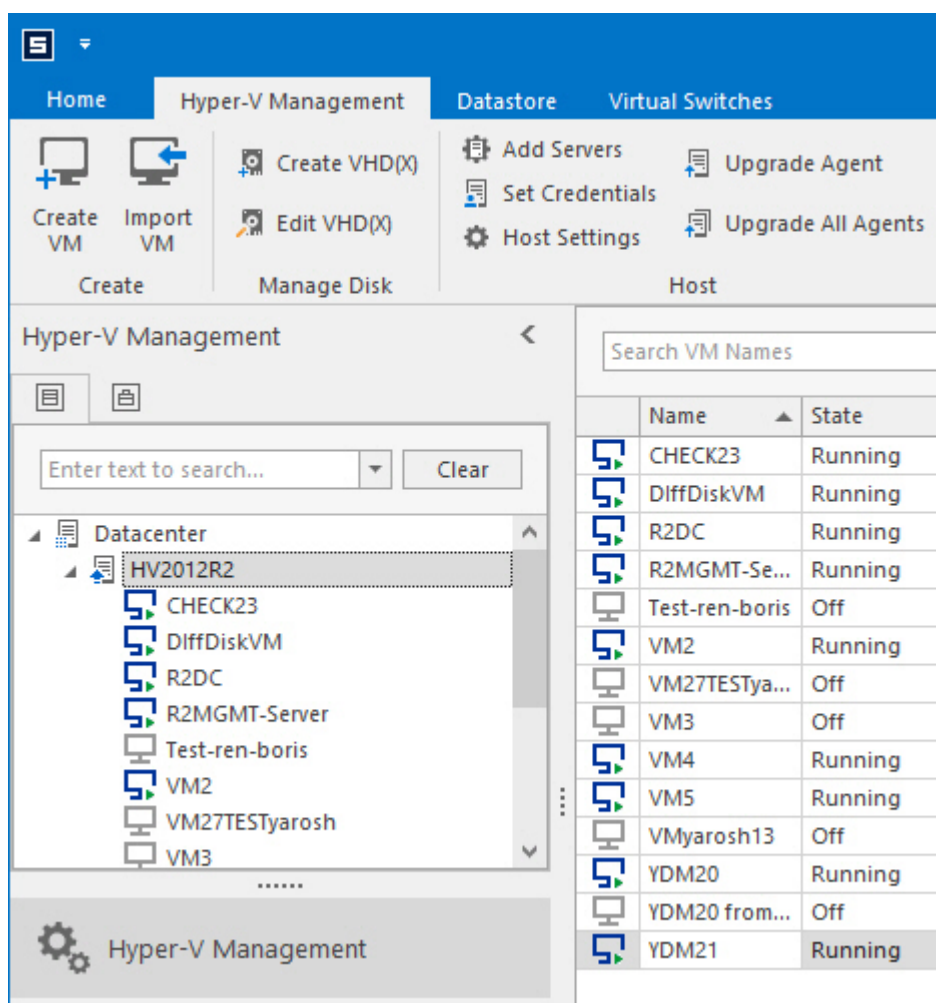 Home Hyper-V Management Datastore Virtual Switches
Create VM
Import VM
Create VHD(X)
Edit VHD(X)
Add Servers
Set Credentials
Host Settings
Upgrade Agent
Upgrade All Agents
Create Manage Disk Host
Hyper-V Management
Enter text to search... Clear
Datacenter
HV2012R2
CHECK23
DIffDiskVM
R2DC
R2MGMT-Server
Test-ren-boris
VM2
VM27TESTyarosh
VM3
Hyper-V Management
Search VM Names
Name State
CHECK23 Running
DIffDiskVM Running
R2DC Running
R2MGMT-Se... Running
Test-ren-boris Off
VM2 Running
VM27TESTya... Off
VM3 Off
VM4 Running
VM5 Running
VMyarosh13 Off
YDM20 Running
YDM20 from... Off
YDM21 Running